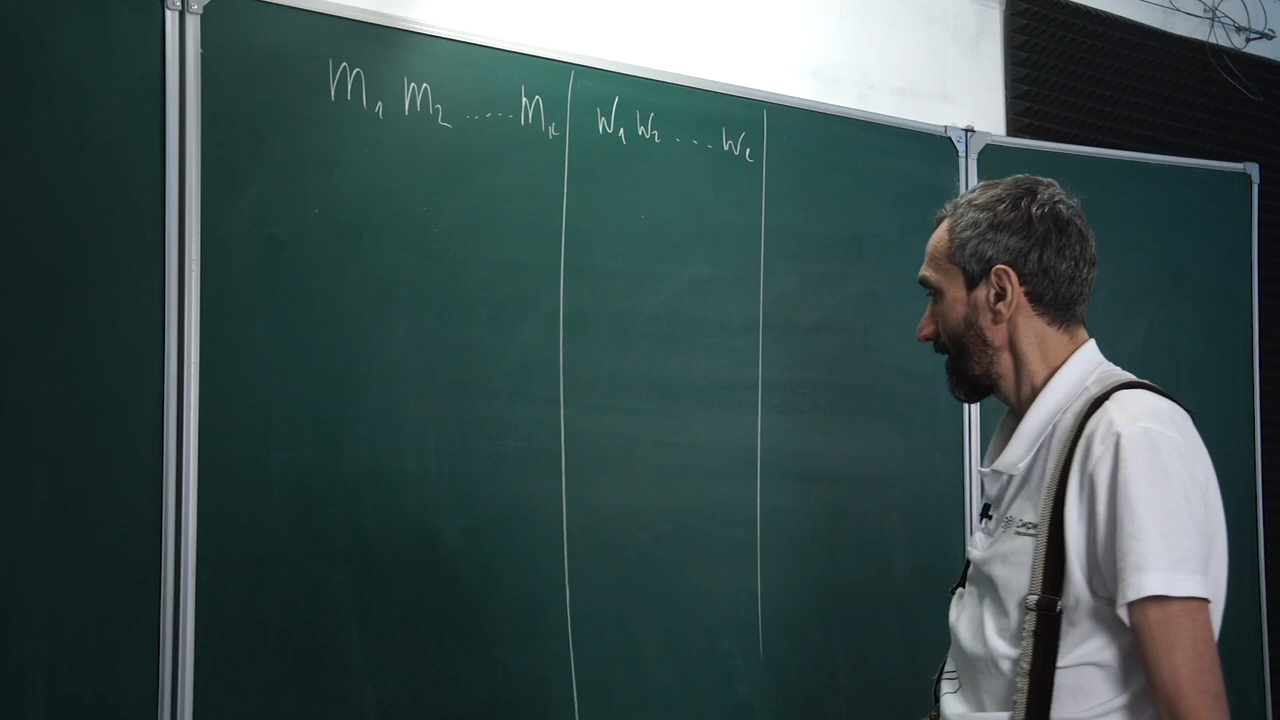 m₁ m₂ ..... mₖ | w₁ w₂ ... wₗ |